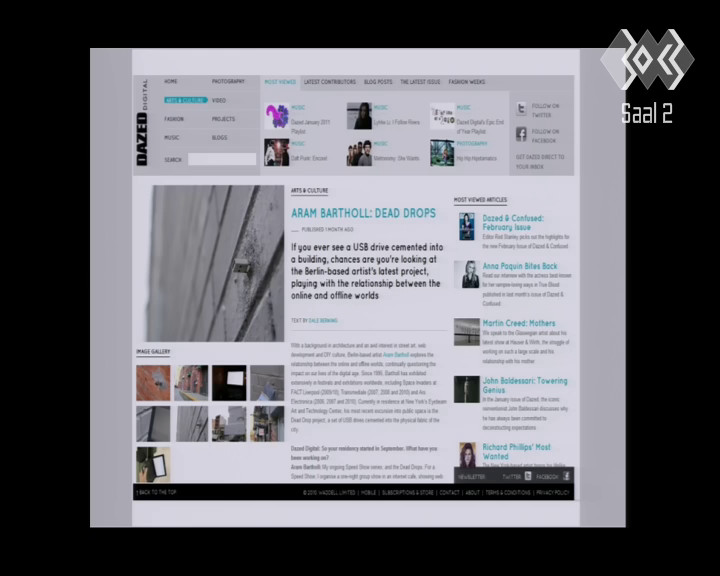 Saal 2
DAZED
DIGITAL
HOME
PHOTOGRAPHY
ARTS & CULTURE
VIDEO
FASHION
PROJECTS
MUSIC
BLOGS
SEARCH
MOST VIEWED
LATEST CONTRIBUTORS
BLOG POSTS
THE LATEST ISSUE
FASHION WEEKS
MUSIC
Dazed January 2011
Playlist
MUSIC
Lykke Li: I Follow Rivers
MUSIC
Dazed Digital's Epic End
of Year Playlist
MUSIC
MUSIC
PHOTOGRAPHY
FOLLOW ON
TWITTER
FOLLOW ON
FACEBOOK
GET DAZED DIRECT TO
YOUR INBOX
ARTS & CULTURE
ARAM BARTHOLL: DEAD DROPS
PUBLISHED 1 MONTH AGO
If you ever see a USB drive cemented into
a building, chances are you're looking at
the Berlin-based artist's latest project,
playing with the relationship between the
online and offline worlds
TEXT BY
IMAGE GALLERY
With a background in architecture and an avid interest in street art, web
development and DIY culture, Berlin-based artist Aram Bartholl explores the
relationship between the online and offline worlds, continually questioning the
impact on our lives of the digital age. Since 1995, Bartholl has exhibited
extensively in festivals and exhibitions worldwide, including Space Invaders at
FACT Liverpool (2009/10), Transmediale (2007, 2008 and 2010) and Ars
Electronica (2006, 2007 and 2010). Currently in residence at New York's Eyebeam
Art and Technology Center, his most recent excursion into public space is the
Dead Drop project, a set of USB drives cemented into the physical fabric of the
city.
Dazed Digital: So your residency started in September. What have you
been working on?
Aram Bartholl: My ongoing Speed Show series, and the Dead Drops. For a
Speed Show, I organise a one-night group show in an internet cafe, showing web
MOST VIEWED ARTICLES
Dazed & Confused:
February Issue
Editor Rod Stanley picks out the highlights for
the new February issue of Dazed & Confused
Anna Paquin Bites Back
Read our interview with the actress best known
for her vampire-loving ways in True Blood
published in last month's issue of Dazed &
Confused
Martin Creed: Mothers
We speak to the Glaswegian artist about his
latest show at Hauser & Wirth, the struggle of
working on such a large scale and his
relationship with his mother
John Baldessari: Towering
Genius
In the January issue of Dazed, the iconic
conventional John Baldessari discusses why
he has always been committed to
deconstructing expectations
Richard Phillips' Most
Wanted
NEWSLETTER
TWITTER
FACEBOOK
BACK TO THE TOP
LIMITED | MOBILE | SUBSCRIPTIONS & STORE | CONTACT | ABOUT | TERMS & CONDITIONS | PRIVACY POLICY